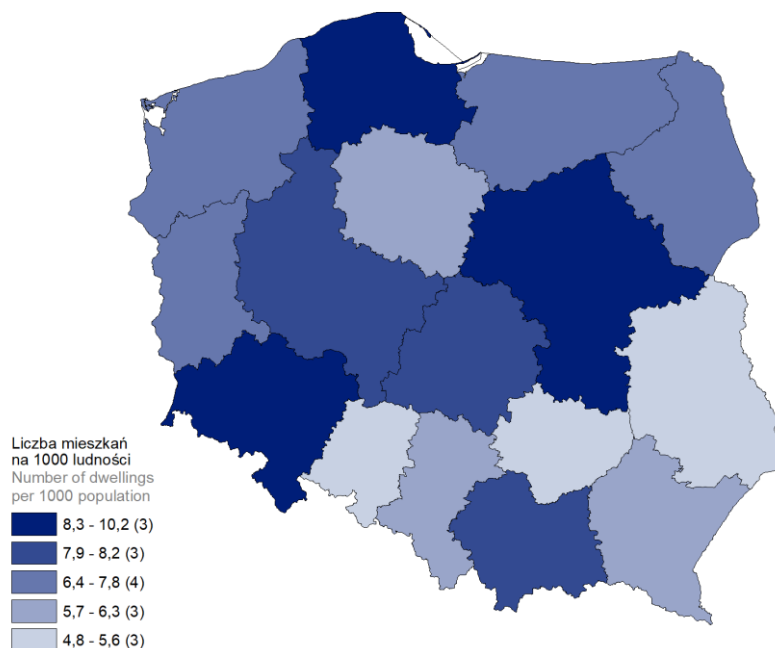 Liczba mieszkań
na 1000 ludności
Number of dwellings
per 1000 population
8,3 - 10,2 (3)
7,9 - 8,2 (3)
6,4 - 7,8 (4)
5,7 - 6,3 (3)
4,8 - 5,6 (3)